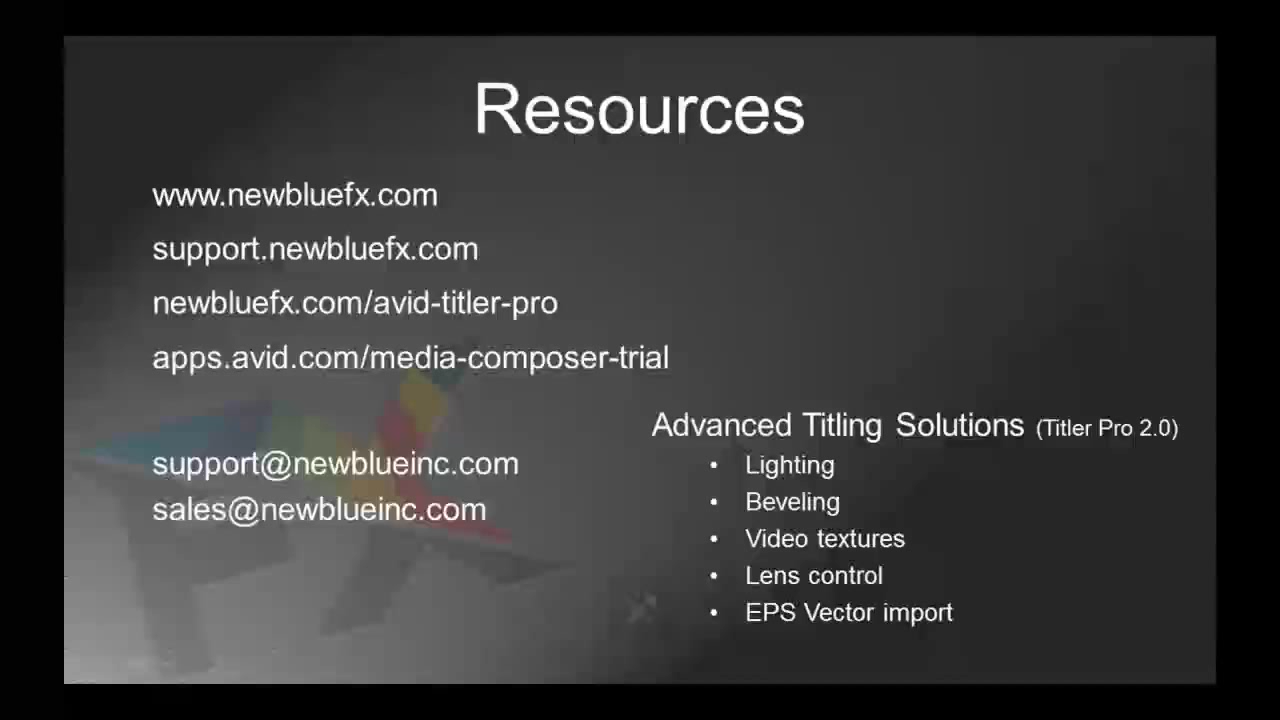 Resources
www.newbluefx.com
support.newbluefx.com
newbluefx.com/avid-titler-pro
apps.avid.com/media-composer-trial
support@newblueinc.com
sales@newblueinc.com
Advanced Titling Solutions (Titler Pro 2.0)
• Lighting
• Beveling
• Video textures
• Lens control
• EPS Vector import